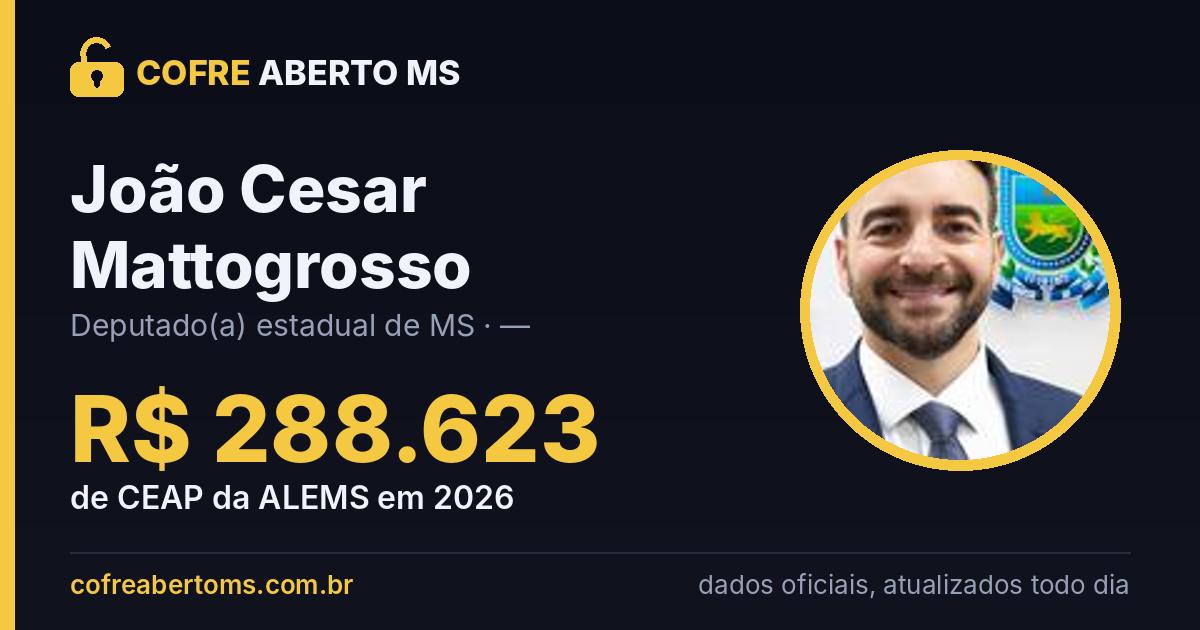 COFRE ABERTO MS
João Cesar
Mattogrosso
Deputado(a) estadual de MS · —
R$ 288.623
de CEAP da ALEMS em 2026
cofreabertoms.com.br
dados oficiais, atualizados todo dia